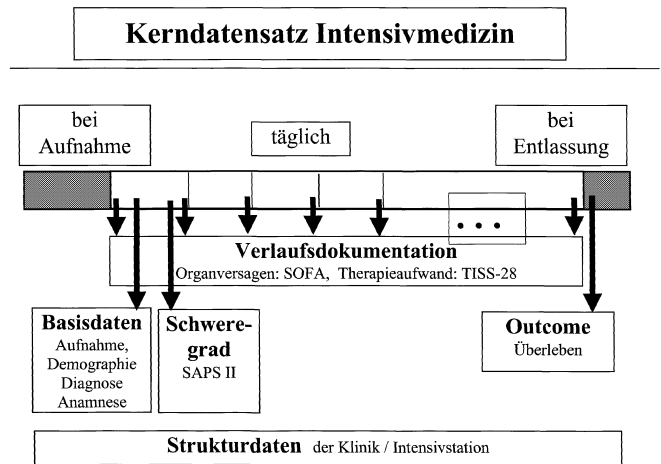 Kerndatensatz Intensivmedizin
bei
Aufnahme
täglich
bei
Entlassung
• • •
Verlaufsdokumentation
Organversagen: SOFA, Therapieaufwand: TISS-28
Basisdaten
Aufnahme,
Demographie
Diagnose
Anamnese
Schwere-
grad
SAPS II
Outcome
Überleben
Strukturdaten der Klinik / Intensivstation